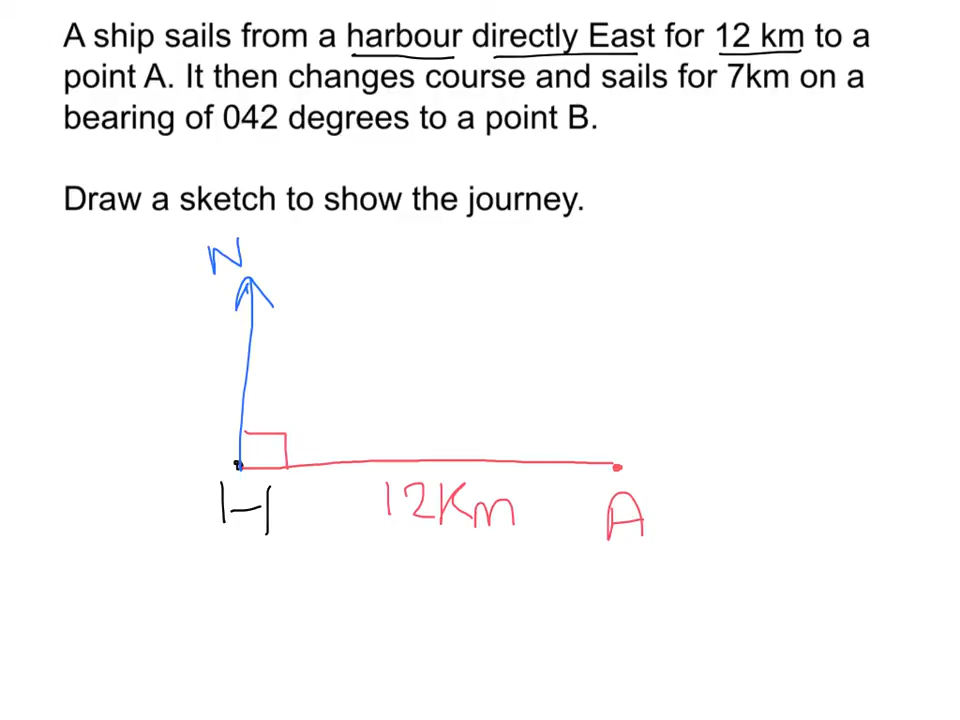 A ship sails from a harbour directly East for 12 km to a
point A. It then changes course and sails for 7km on a
bearing of 042 degrees to a point B.
Draw a sketch to show the journey.
N
H 12Km A